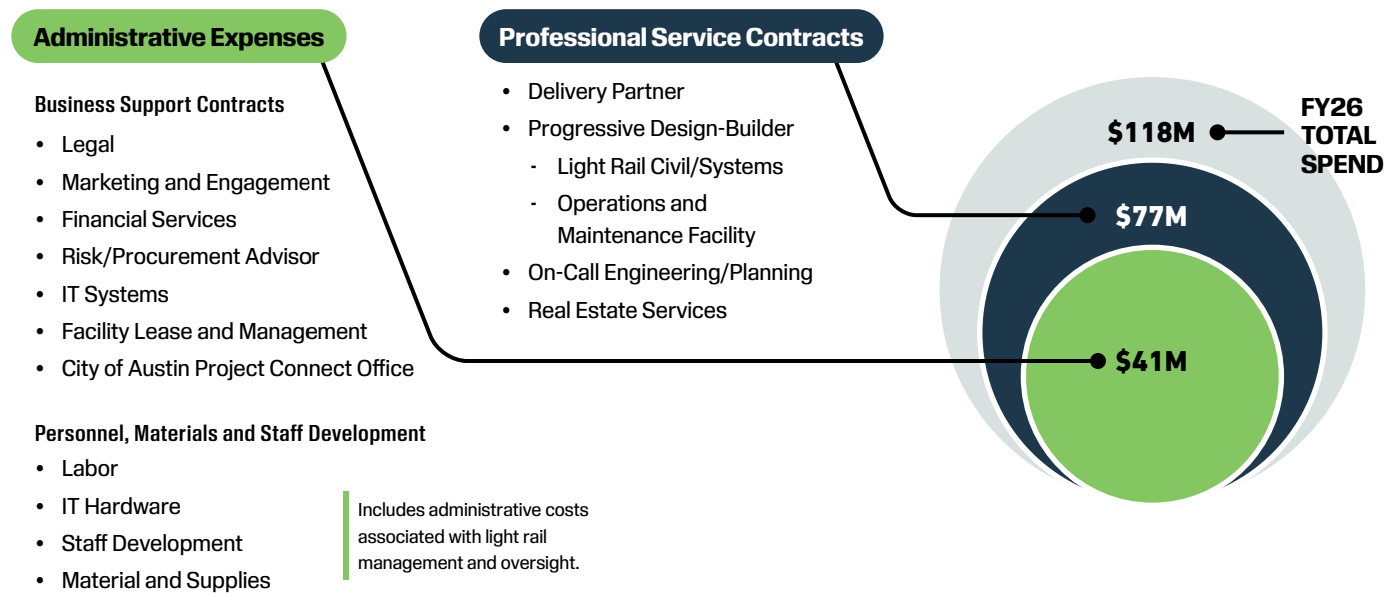 Administrative Expenses
Business Support Contracts
• Legal
• Marketing and Engagement
• Financial Services
• Risk/Procurement Advisor
• IT Systems
• Facility Lease and Management
• City of Austin Project Connect Office
Personnel, Materials and Staff Development
• Labor
• IT Hardware
• Staff Development
• Material and Supplies
Includes administrative costs
associated with light rail
management and oversight.
Professional Service Contracts
• Delivery Partner
• Progressive Design-Builder
- Light Rail Civil/Systems
- Operations and
Maintenance Facility
• On-Call Engineering/Planning
• Real Estate Services
$118M
FY26
TOTAL
SPEND
$77M
$41M